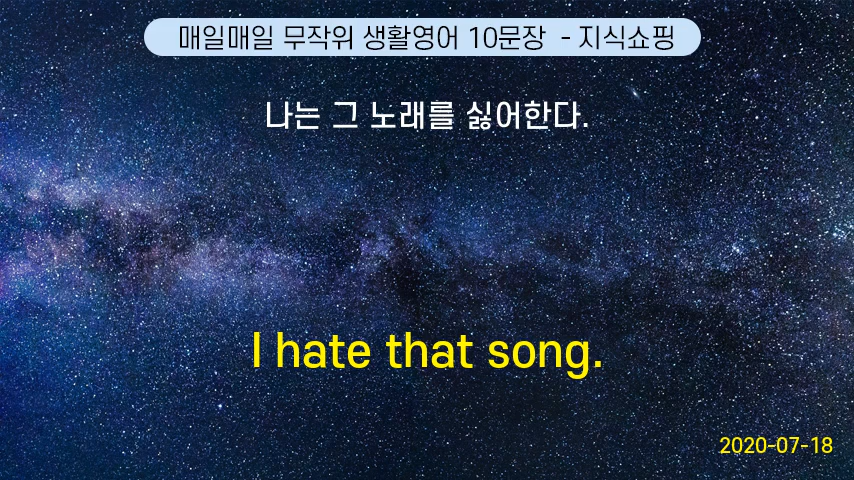 매일매일 무작위 생활영어 10문장 - 지식쇼핑
나는 그 노래를 싫어한다.
I hate that song.
2020-07-18